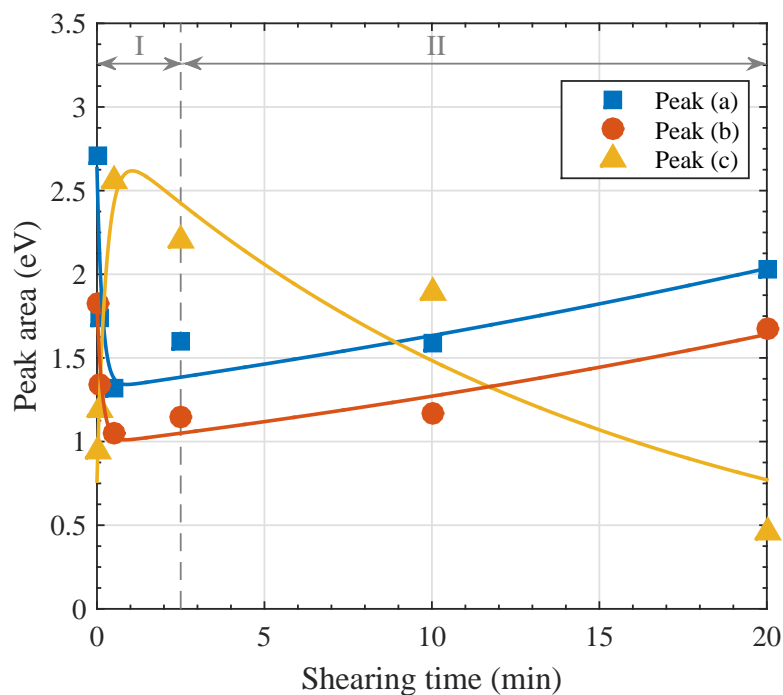 3.5
I
II
3
Peak (a)
Peak (b)
Peak (c)
2.5
2
1.5
1
0.5
0
0 5 10 15 20
Peak area (eV)
Shearing time (min)